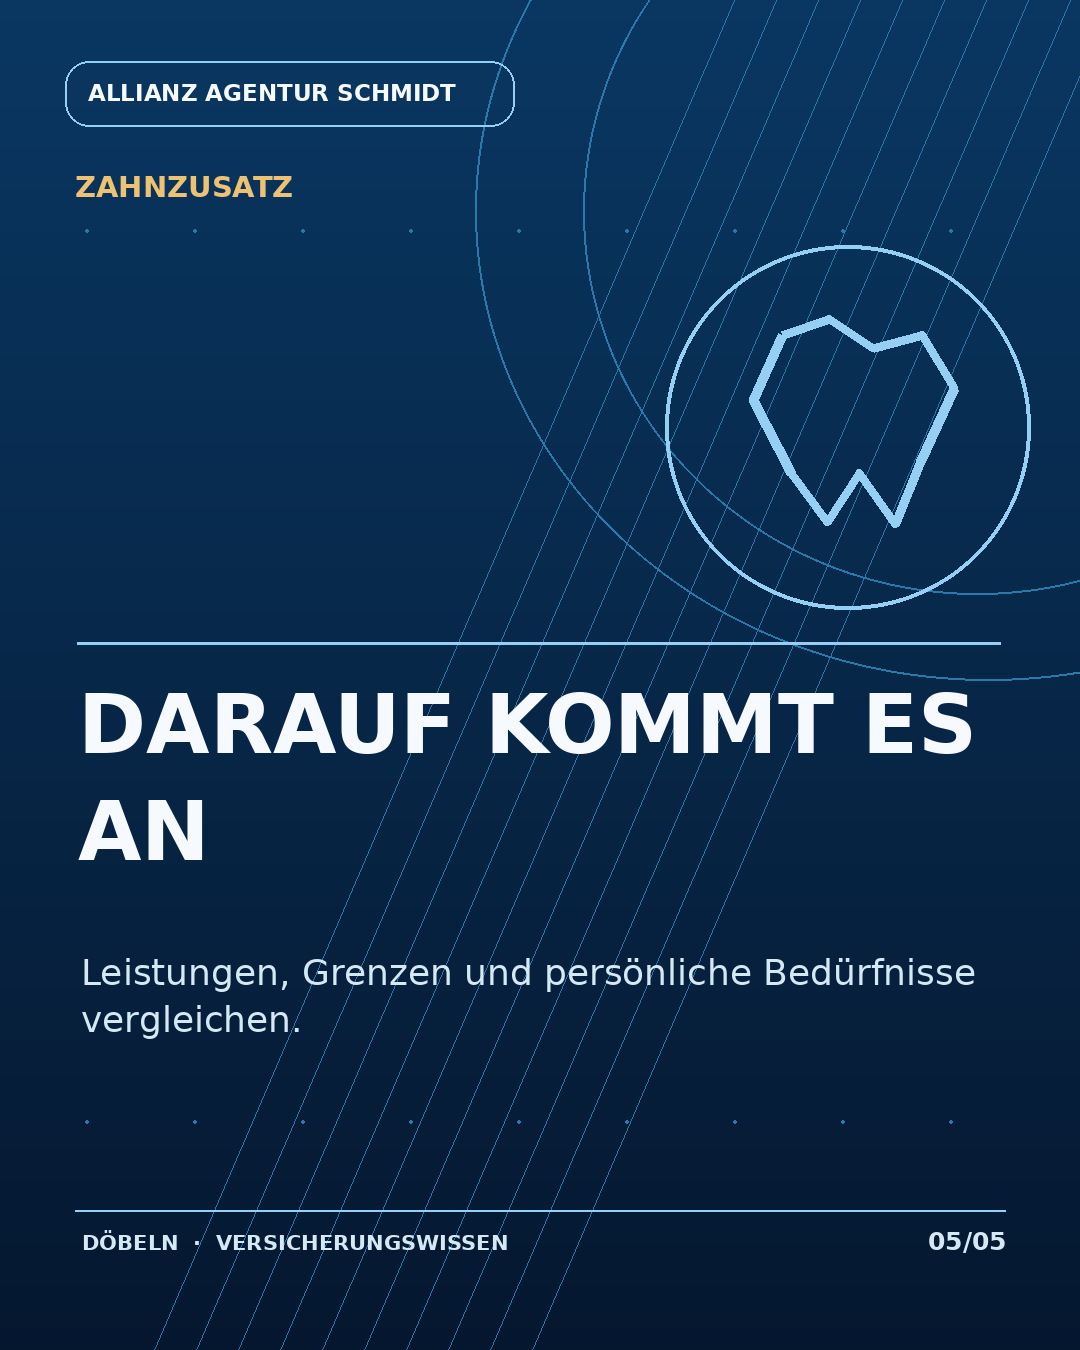 ALLIANZ AGENTUR SCHMIDT
ZAHNZUSATZ
DARAUF KOMMT ES
AN
Leistungen, Grenzen und persönliche Bedürfnisse
vergleichen.
DÖBELN · VERSICHERUNGSWISSEN
05/05